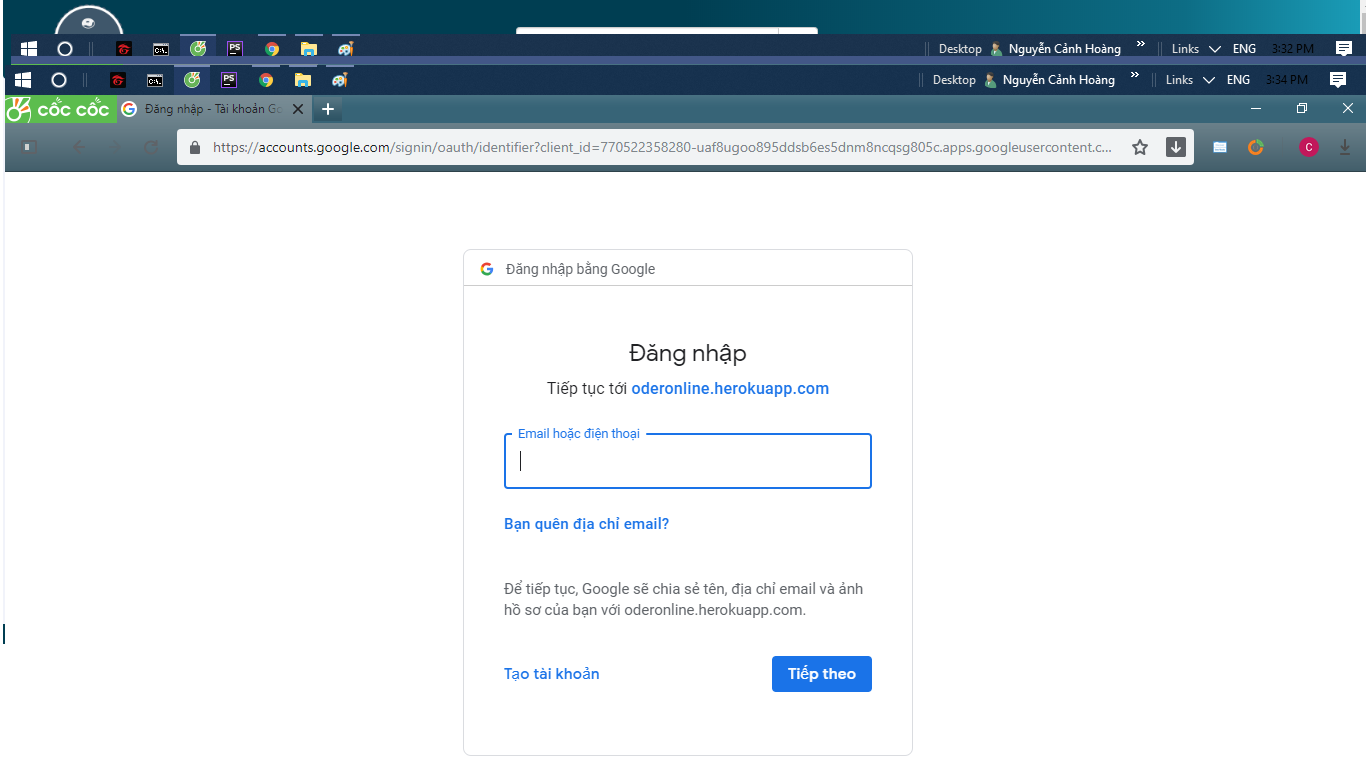 Desktop Nguyễn Cảnh Hoàng » Links ENG 3:32 PM
PS
Desktop Nguyễn Cảnh Hoàng » Links ENG 3:34 PM
PS
cốc cốc Đăng nhập - Tài khoản Go
https://accounts.google.com/signin/oauth/identifier?client_id=770522358280-uaf8ugoo895ddsb6es5dnm8ncqsg805c.apps.googleusercontent.c...
C
Đăng nhập bằng Google
Đăng nhập
Tiếp tục tới oderonline.herokuapp.com
Email hoặc điện thoại
Bạn quên địa chỉ email?
Để tiếp tục, Google sẽ chia sẻ tên, địa chỉ email và ảnh
hồ sơ của bạn với oderonline.herokuapp.com.
Tạo tài khoản
Tiếp theo